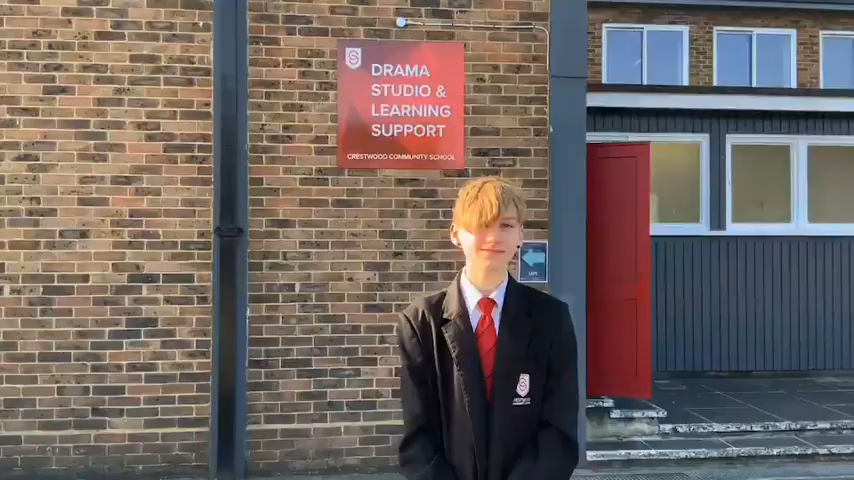 DRAMA
STUDIO &
LEARNING
SUPPORT
CRESTWOOD COMMUNITY SCHOOL